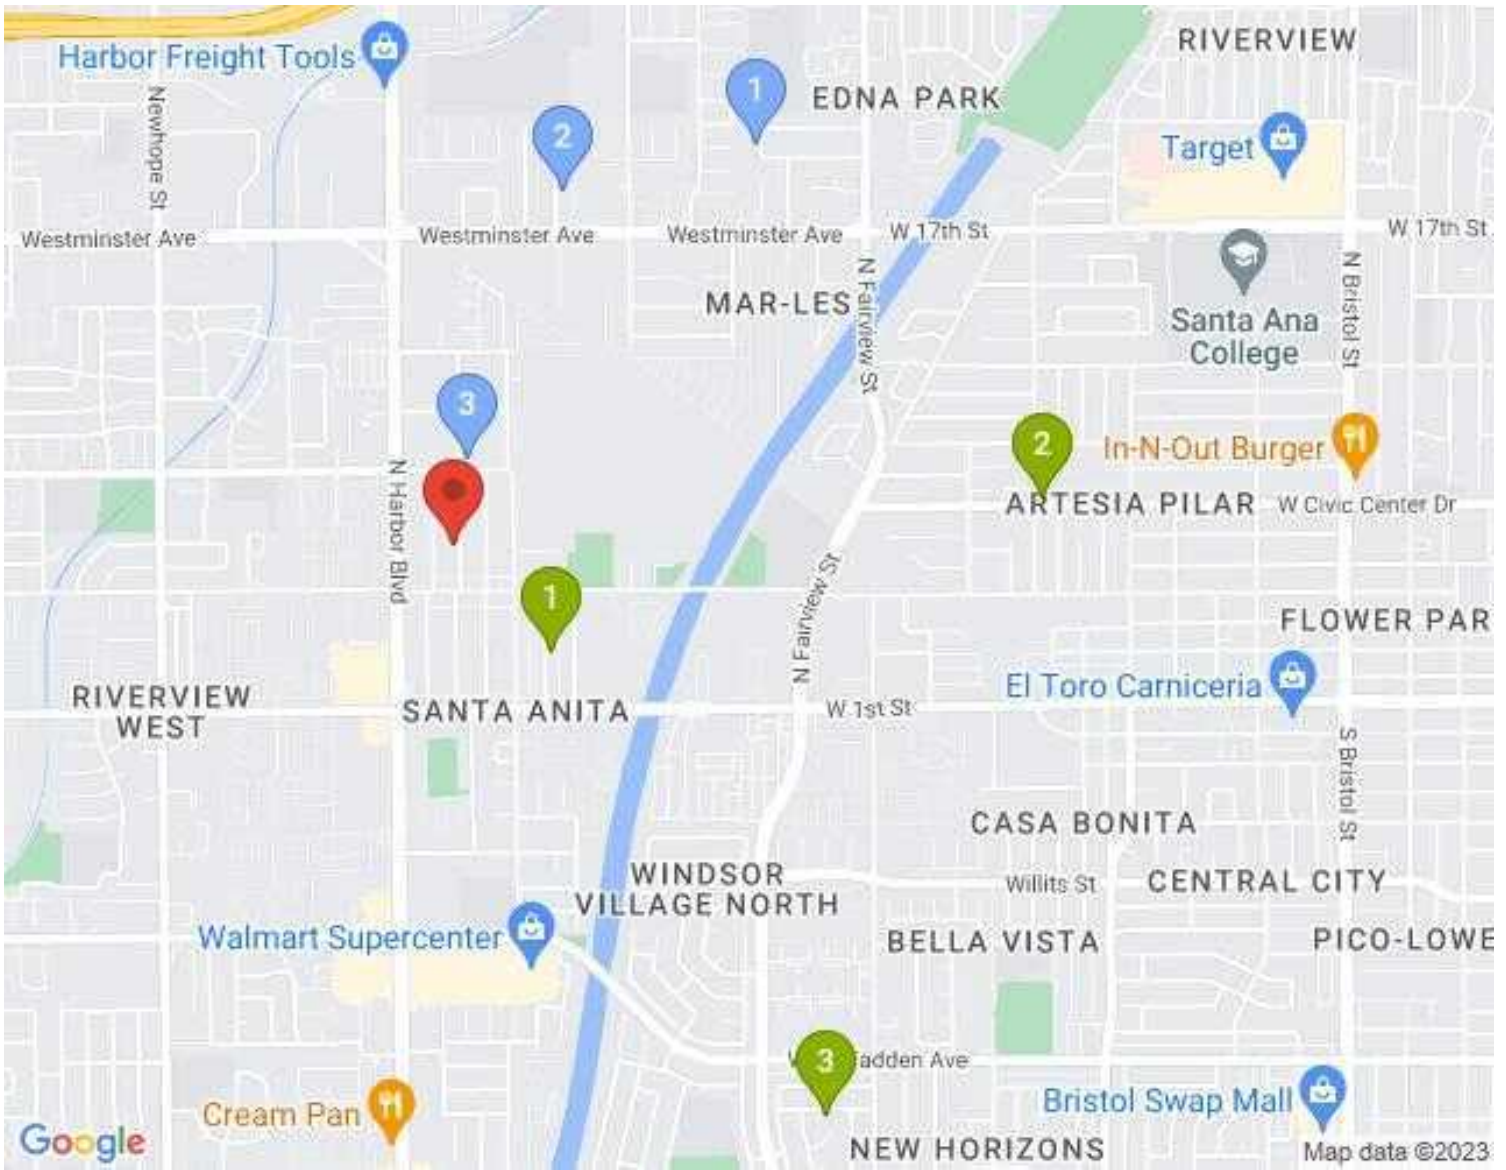 RIVERVIEW
Harbor Freight Tools
1
EDNA PARK
Newhope St
2
Target
Westminster Ave
Westminster Ave
Westminster Ave
W 17th St
W 17th St
MAR-LES
N Fairview St
N Bristol St
Santa Ana
College
3
2
In-N-Out Burger
N Harbor Blvd
ARTESIA PILAR
W Civic Center Dr
1
N Fairview St
FLOWER PAR
El Toro Carniceria
RIVERVIEW
WEST
SANTA ANITA
W 1st St
S Bristol St
CASA BONITA
WINDSOR
VILLAGE NORTH
Willits St
CENTRAL CITY
Walmart Supercenter
BELLA VISTA
PICO-LOWE
3
adden Ave
Cream Pan
Bristol Swap Mall
Google
NEW HORIZONS
Map data ©2023